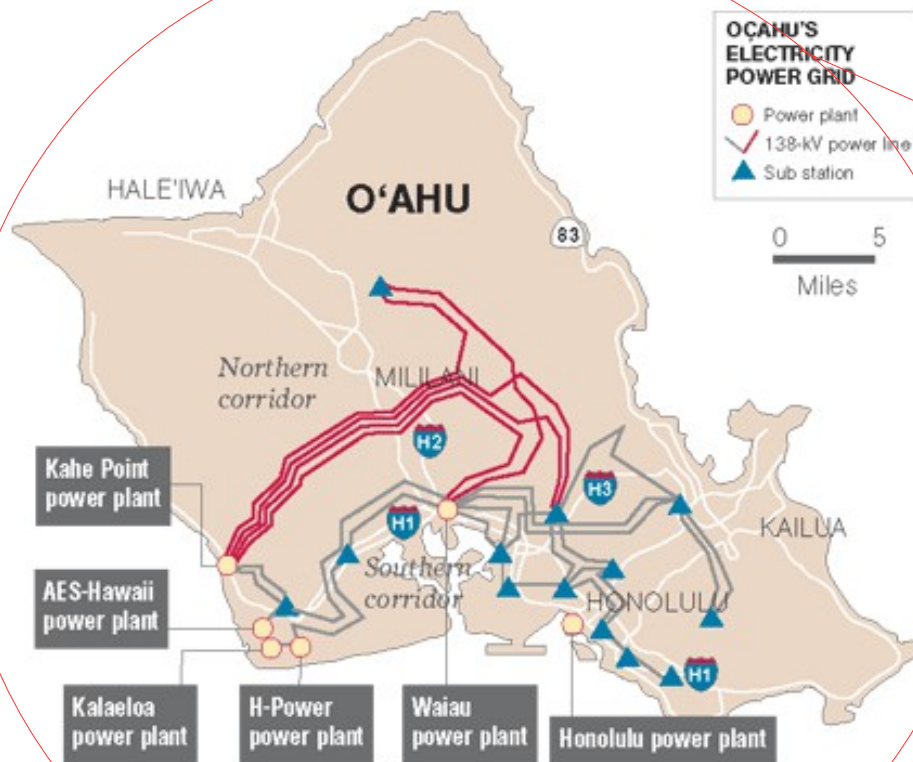 OÇAHU'S
ELECTRICITY
POWER GRID
Power plant
138-kV power line
Sub station
HALE'IWA
O‘AHU
83
0 5
Miles
Northern
corridor
MILILANI
H2
Kahe Point
power plant
H3
H1
KAILUA
Southern
corridor
AES-Hawaii
power plant
HONOLULU
H1
Kalaeloa
power plant
H-Power
power plant
Waiau
power plant
Honolulu power plant